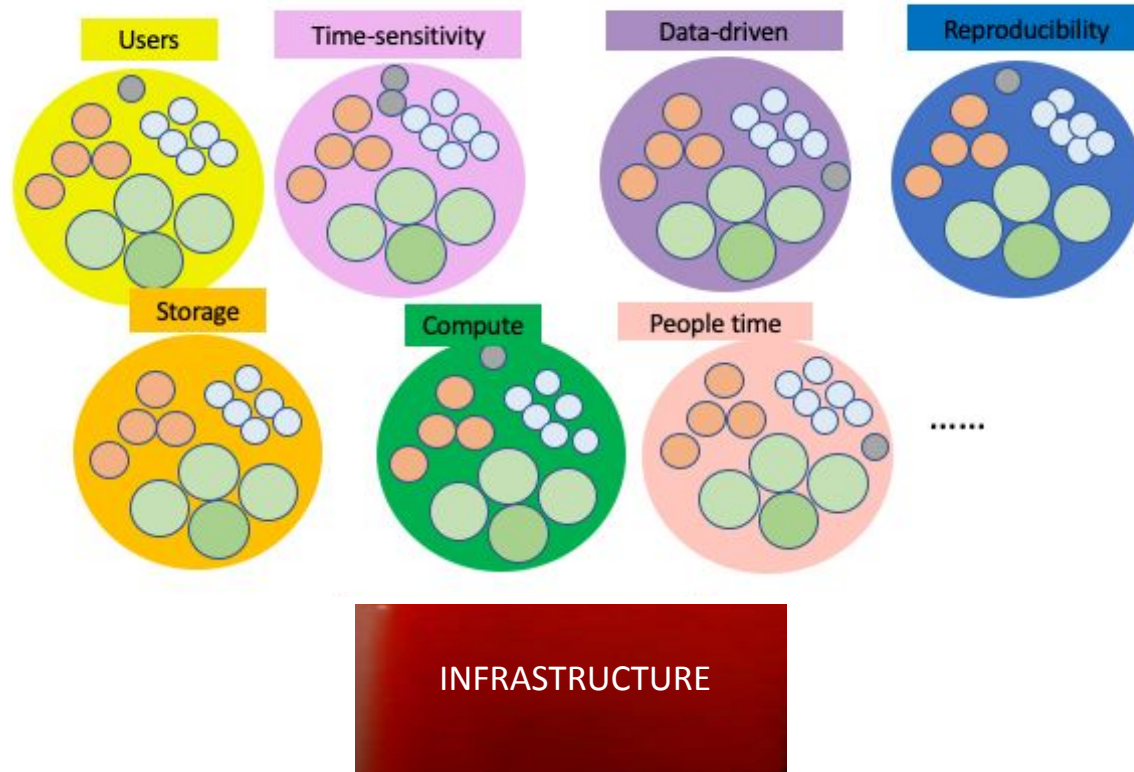 Users
Time-sensitivity
Data-driven
Reproducibility
Storage
Compute
People time
……
INFRASTRUCTURE